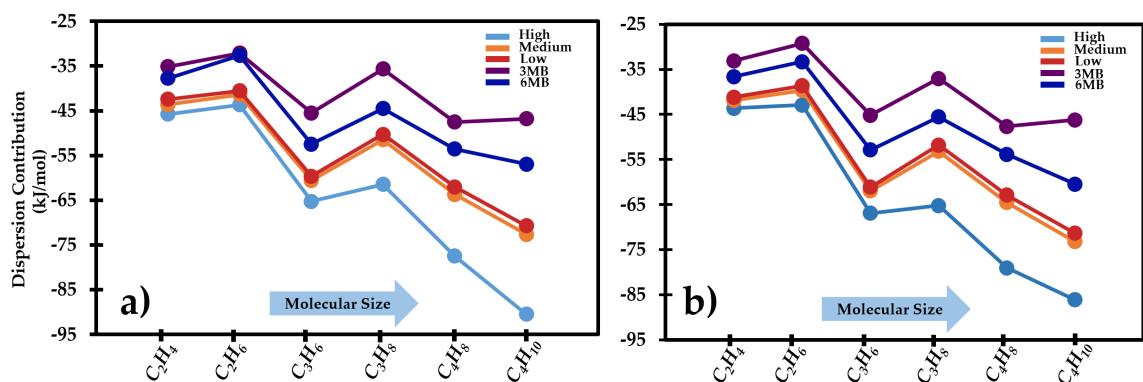 Dispersion Contribution
(kJ/mol)
-25
-35
-45
-55
-65
-75
-85
-95
High
Medium
Low
3MB
6MB
a)
Molecular Size
C₂H₄
C₂H₆
C₃H₆
C₃H₈
C₄H₈
C₄H₁₀
-25
-35
-45
-55
-65
-75
-85
-95
High
Medium
Low
3MB
6MB
b)
Molecular Size
C₂H₄
C₂H₆
C₃H₆
C₃H₈
C₄H₈
C₄H₁₀